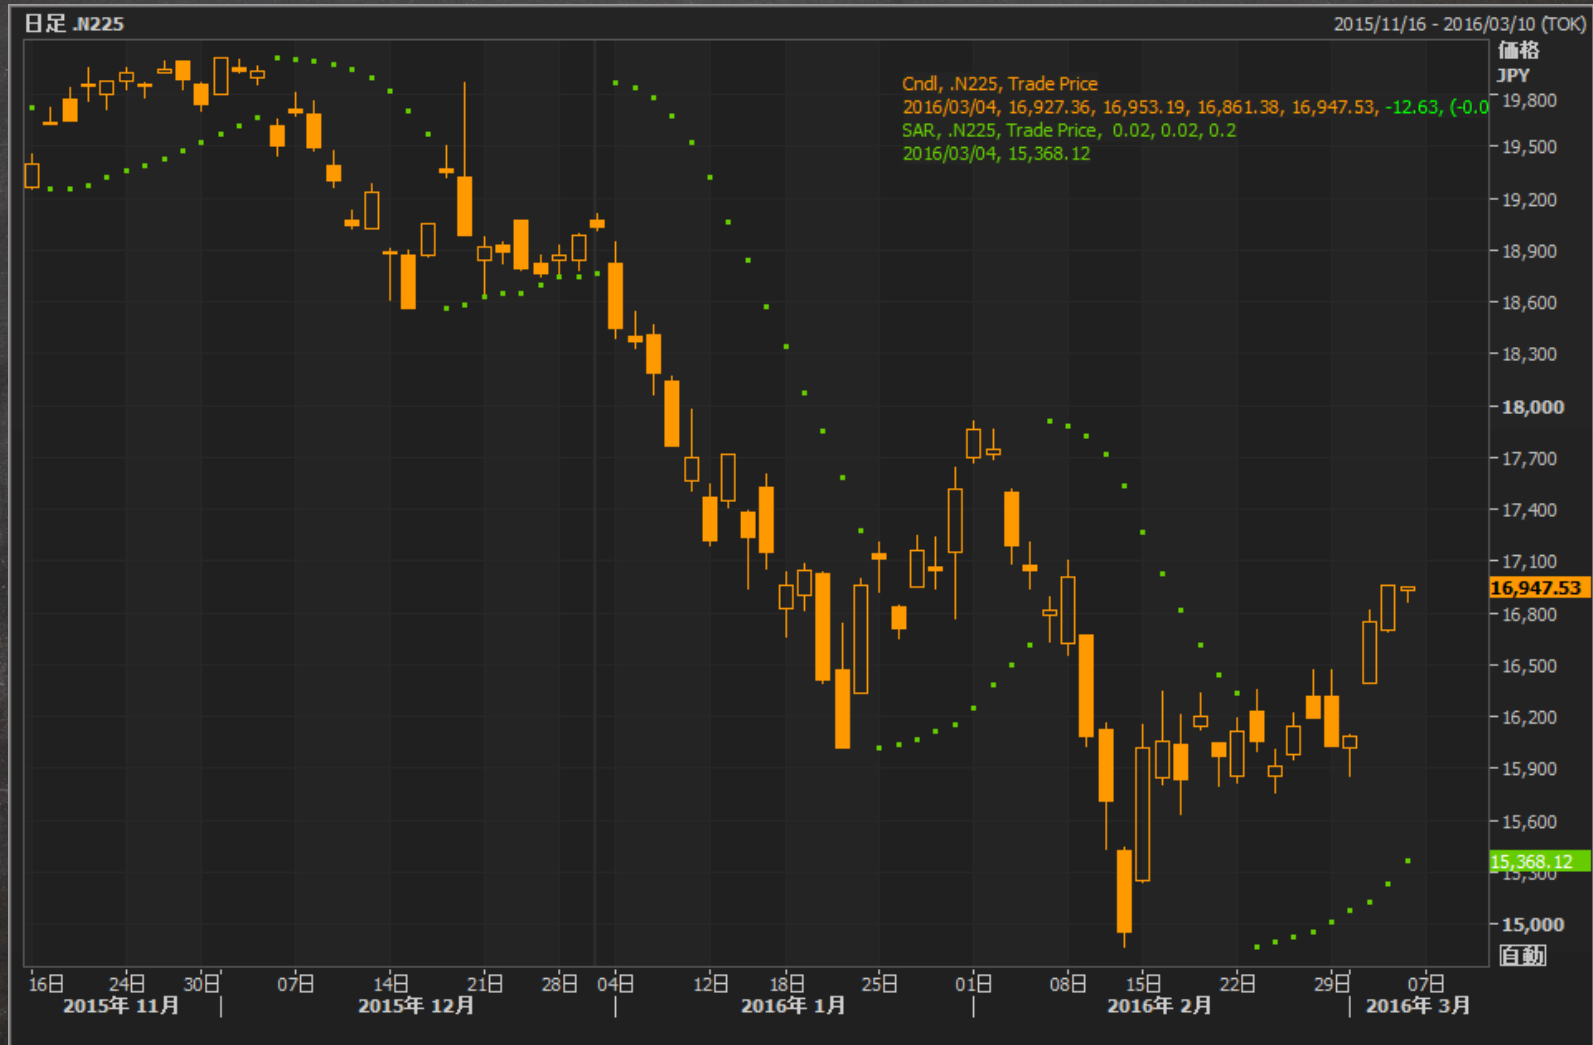 日足 .N225
2015/11/16 - 2016/03/10 (TOK)
価格
JPY
Cndl, .N225, Trade Price
2016/03/04, 16,927.36, 16,953.19, 16,861.38, 16,947.53, -12.63, (-0.0
SAR, .N225, Trade Price, 0.02, 0.02, 0.2
2016/03/04, 15,368.12
19,800
19,500
19,200
18,900
18,600
18,300
18,000
17,700
17,400
17,100
16,947.53
16,800
16,500
16,200
15,900
15,600
15,368.12
15,300
15,000
自動
16日 24日 30日 07日 14日 21日 28日 04日 12日 18日 25日 01日 08日 15日 22日 29日 07日
2015年 11月 2015年 12月 2016年 1月 2016年 2月 2016年 3月